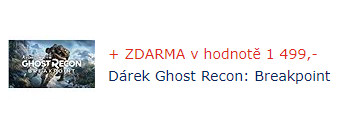 GHOST RECON
BREAKPOINT
+ ZDARMA v hodnotě 1 499,-
Dárek Ghost Recon: Breakpoint